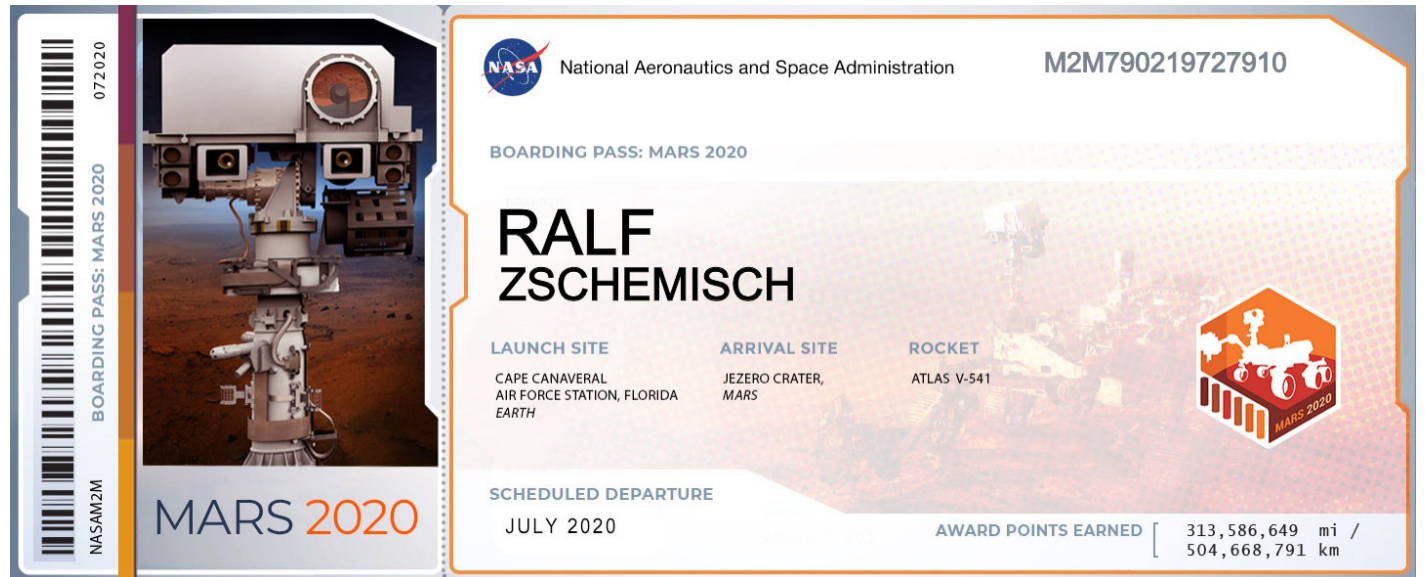 072020
BOARDING PASS: MARS 2020
NASAM2M
MARS 2020
NASA
National Aeronautics and Space Administration
M2M790219727910
BOARDING PASS: MARS 2020
RALF
ZSCHEMISCH
LAUNCH SITE
CAPE CANAVERAL
AIR FORCE STATION, FLORIDA
EARTH
ARRIVAL SITE
JEZERO CRATER,
MARS
ROCKET
ATLAS V-541
MARS 2020
SCHEDULED DEPARTURE
JULY 2020
AWARD POINTS EARNED
313,586,649 mi /
504,668,791 km